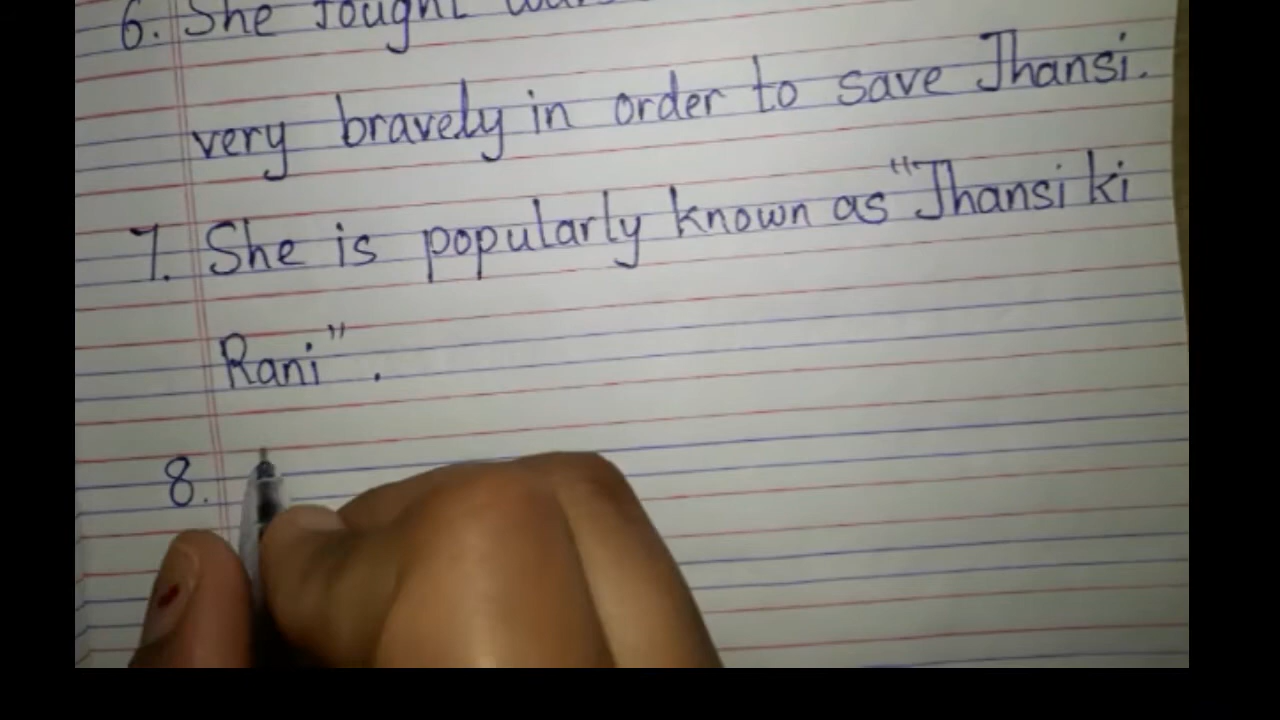 6. She fought
very bravely in order to save Jhansi.
7. She is popularly known as "Jhansi ki
Rani".
8.